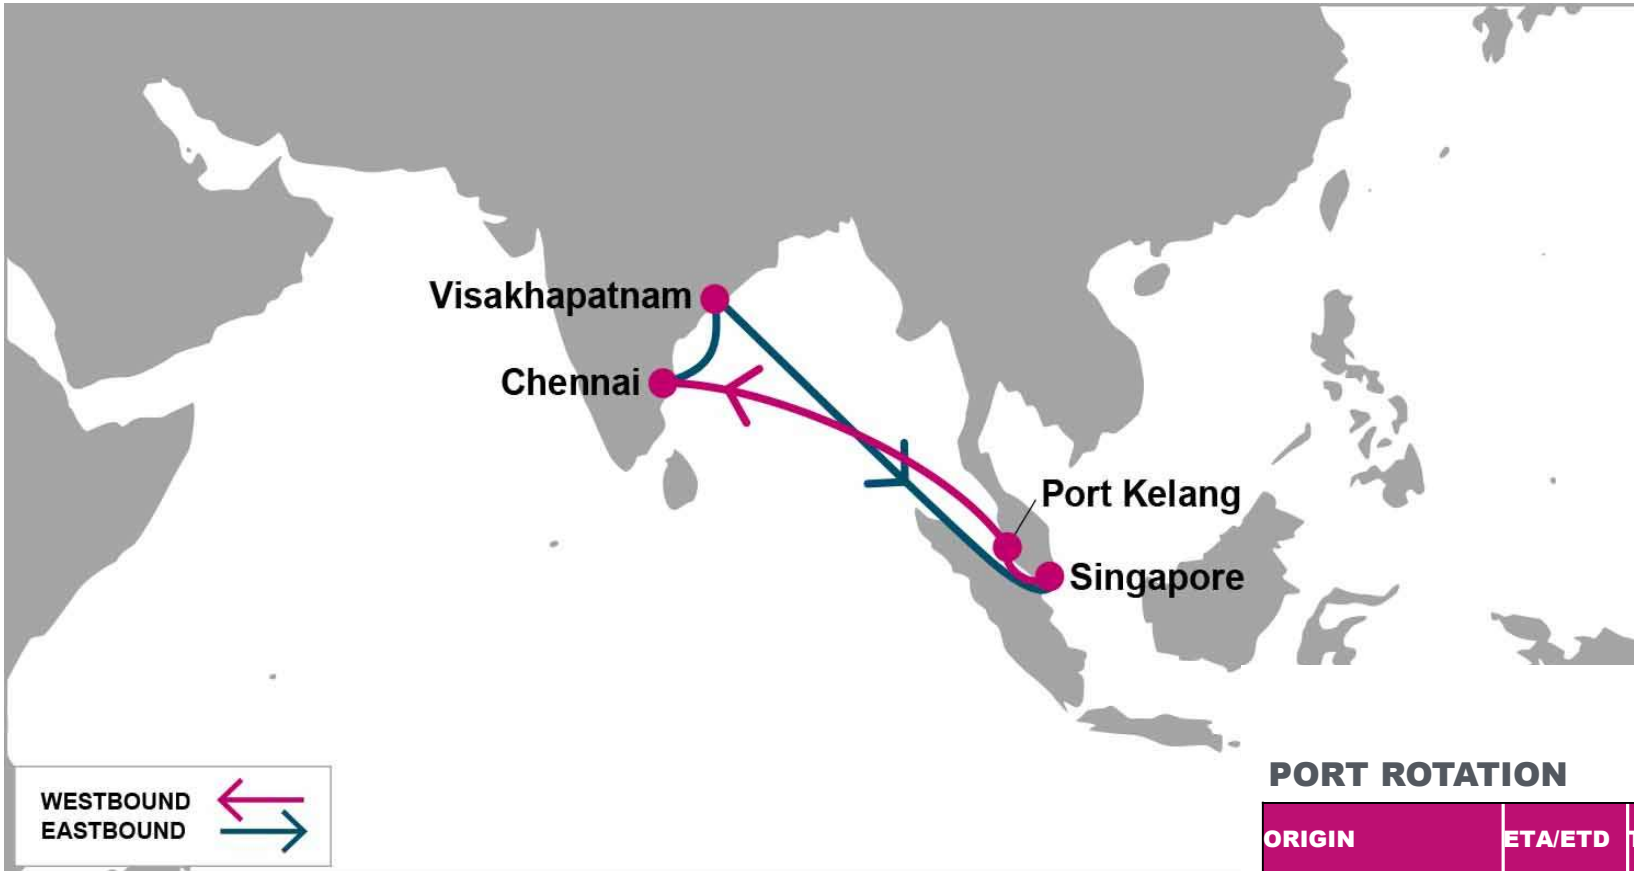 Visakhapatnam
Chennai
Port Kelang
Singapore
WESTBOUND
EASTBOUND
PORT ROTATION
ORIGIN ETA/ETD